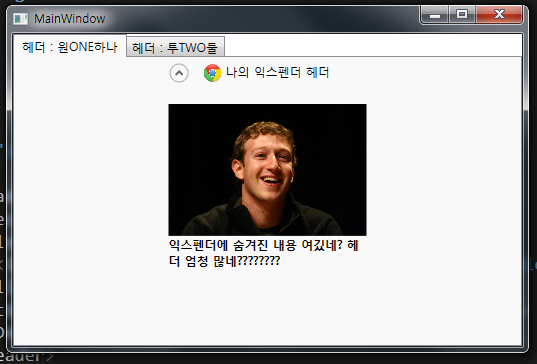 MainWindow
헤더 : 원ONE하나
헤더 : 투TWO둘
나의 익스펜더 헤더
익스펜더에 숨겨진 내용 여깄네? 헤
더 엄청 많네????????
eader>